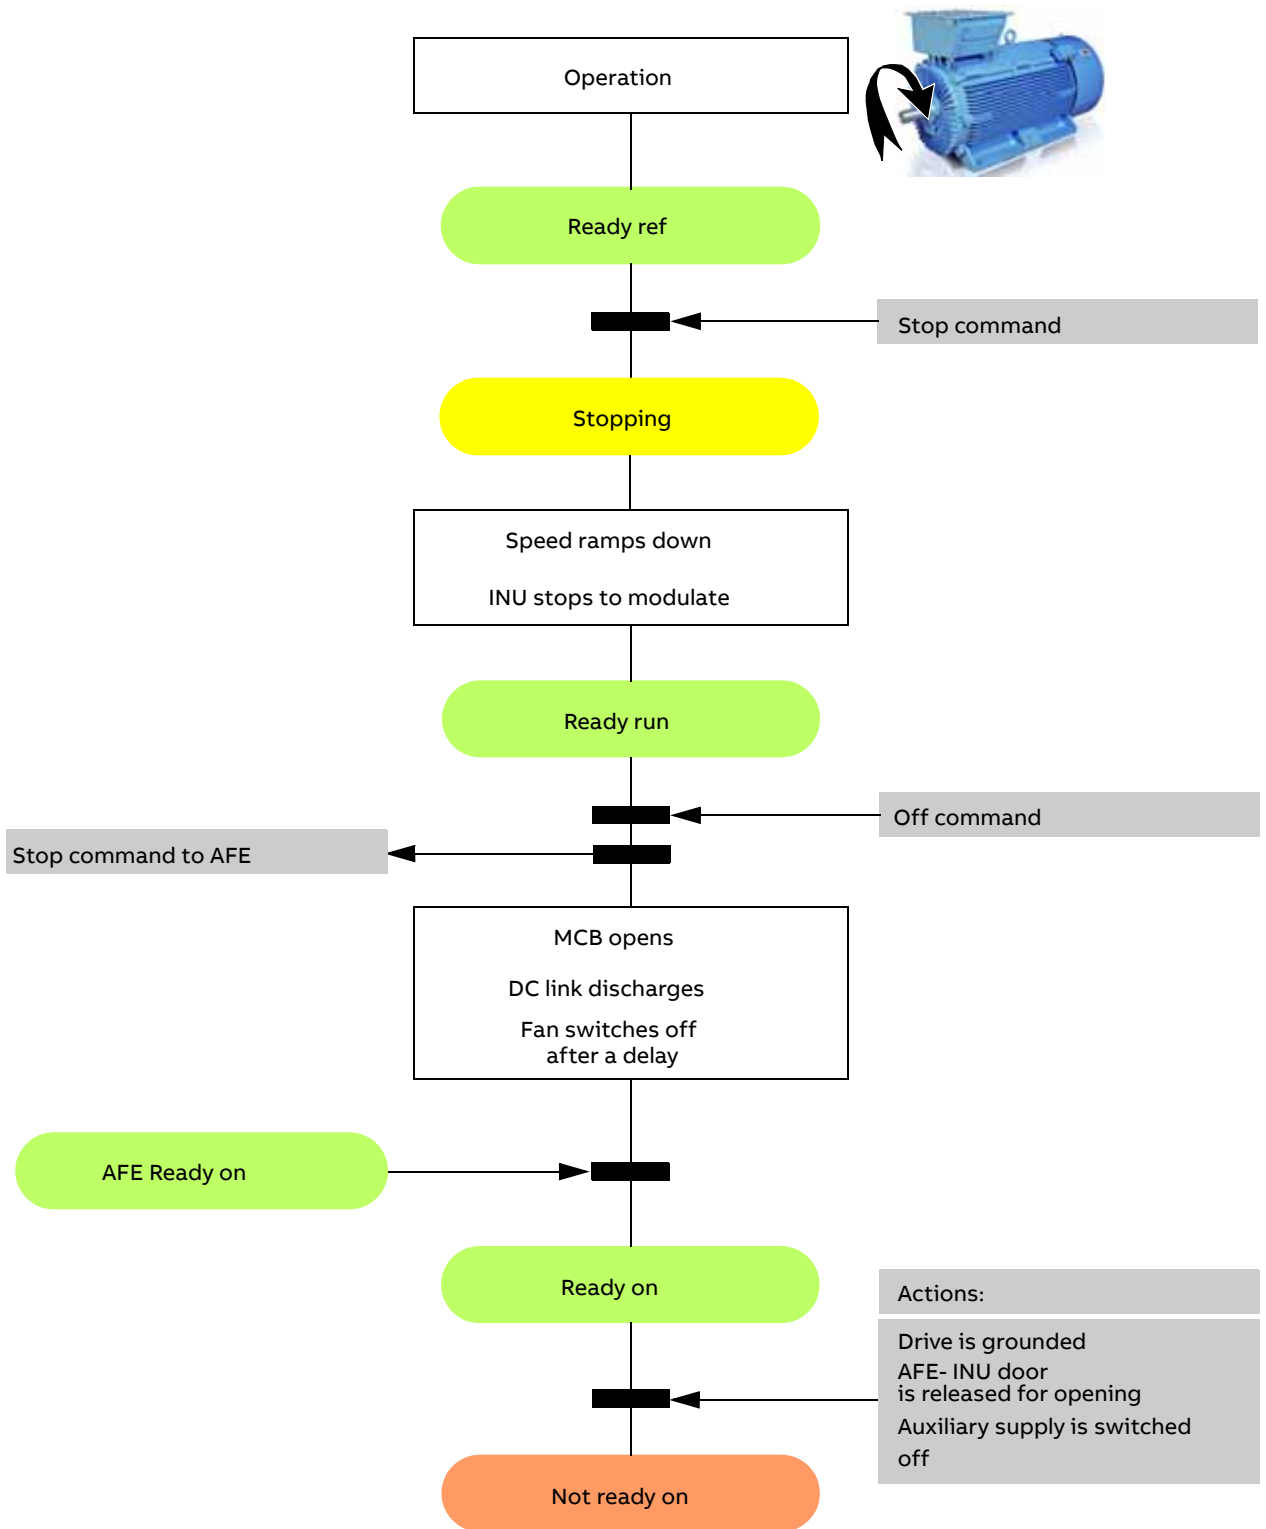 Operation
Ready ref
Stop command
Stopping
Speed ramps down
INU stops to modulate
Ready run
Off command
Stop command to AFE
MCB opens
DC link discharges
Fan switches off
after a delay
AFE Ready on
Ready on
Actions:
Drive is grounded
AFE- INU door
is released for opening
Auxiliary supply is switched
off
Not ready on